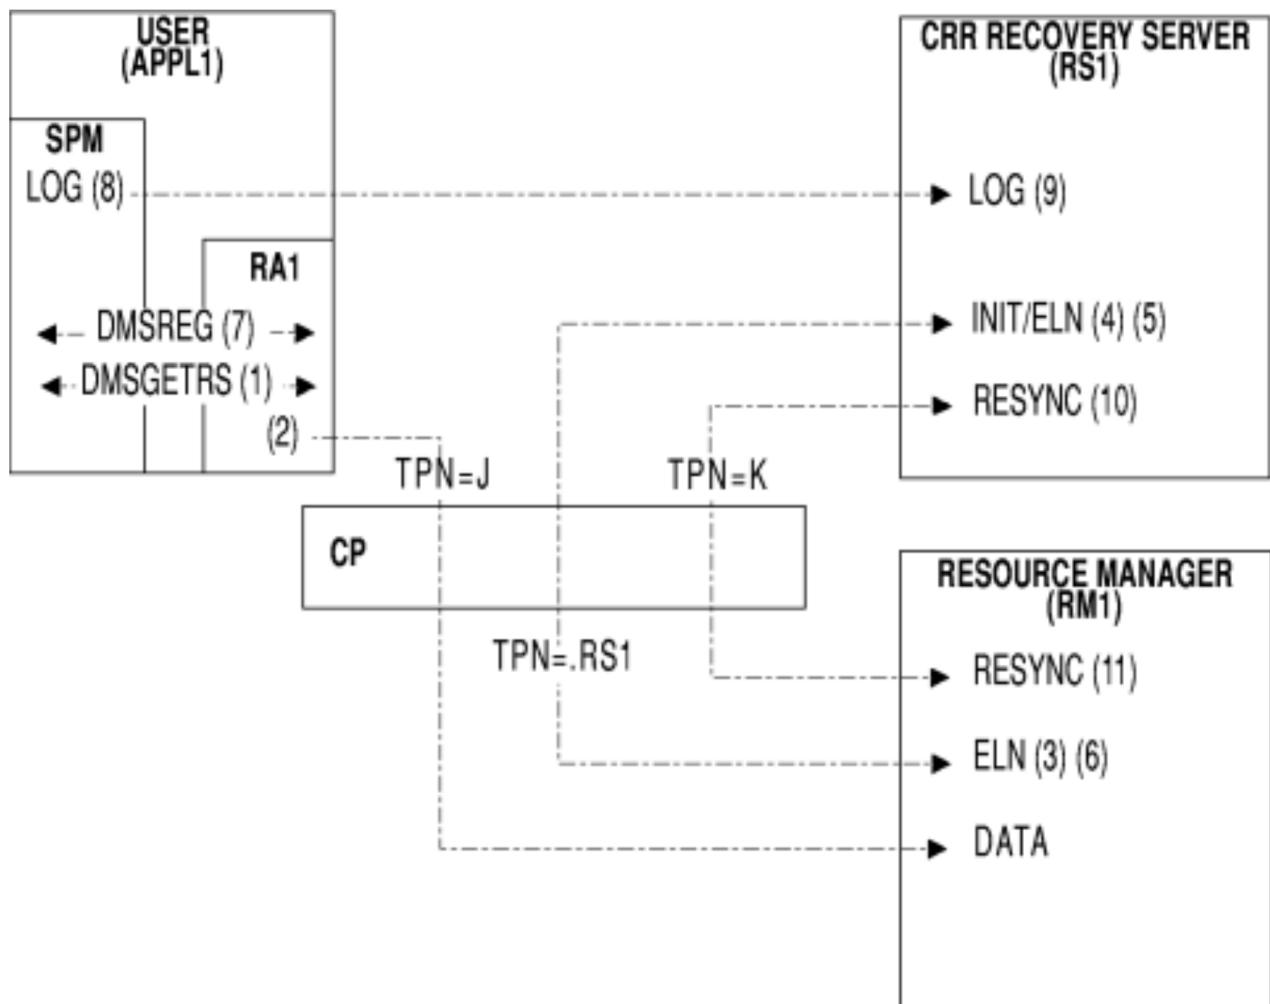 USER
(APPL1)
SPM
LOG (8)
RA1
DMSREG (7)
DMSGETRS (1)
(2)
CRR RECOVERY SERVER
(RS1)
LOG (9)
INIT/ELN (4) (5)
RESYNC (10)
TPN=J
TPN=K
CP
TPN=.RS1
RESOURCE MANAGER
(RM1)
RESYNC (11)
ELN (3) (6)
DATA